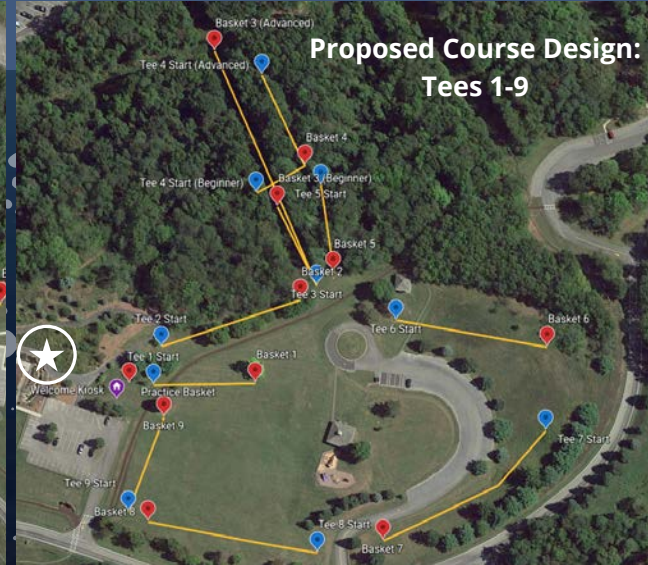 Proposed Course Design:
Tees 1-9
Basket 3 (Advanced)
Tee 4 Start (Advanced)
Basket 4
Tee 4 Start (Beginner)
Basket 3 (Beginner)
Tee 5 Start
Basket 5
Basket 2
Tee 3 Start
Tee 2 Start
Tee 6 Start
Basket 6
Tee 1 Start
Basket 1
Welcome Kiosk
Practice Basket
Basket 9
Tee 7 Start
Tee 9 Start
Basket 8
Tee 8 Start
Basket 7